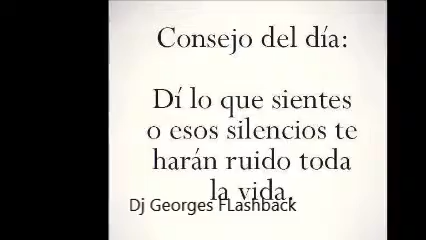 Consejo del día:
Dí lo que sientes
o esos silencios te
harán ruido toda
la vida.
Dj Georges FLashback